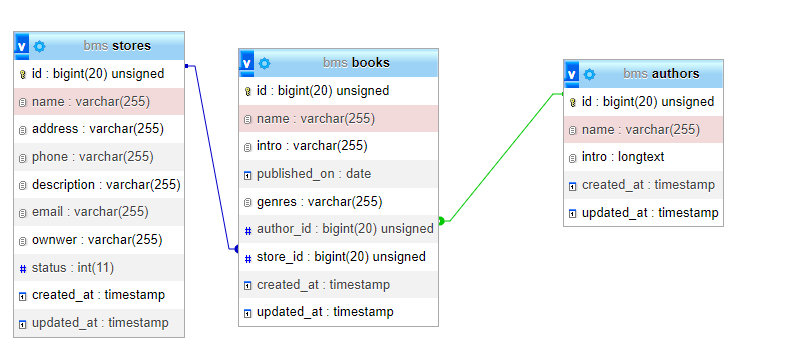 v bms stores
id : bigint(20) unsigned
name : varchar(255)
address : varchar(255)
phone : varchar(255)
description : varchar(255)
email : varchar(255)
ownwer : varchar(255)
# status : int(11)
created_at : timestamp
updated_at : timestamp
v bms books
id : bigint(20) unsigned
name : varchar(255)
intro : varchar(255)
published_on : date
genres : varchar(255)
# author_id : bigint(20) unsigned
# store_id : bigint(20) unsigned
created_at : timestamp
updated_at : timestamp
v bms authors
id : bigint(20) unsigned
name : varchar(255)
intro : longtext
created_at : timestamp
updated_at : timestamp